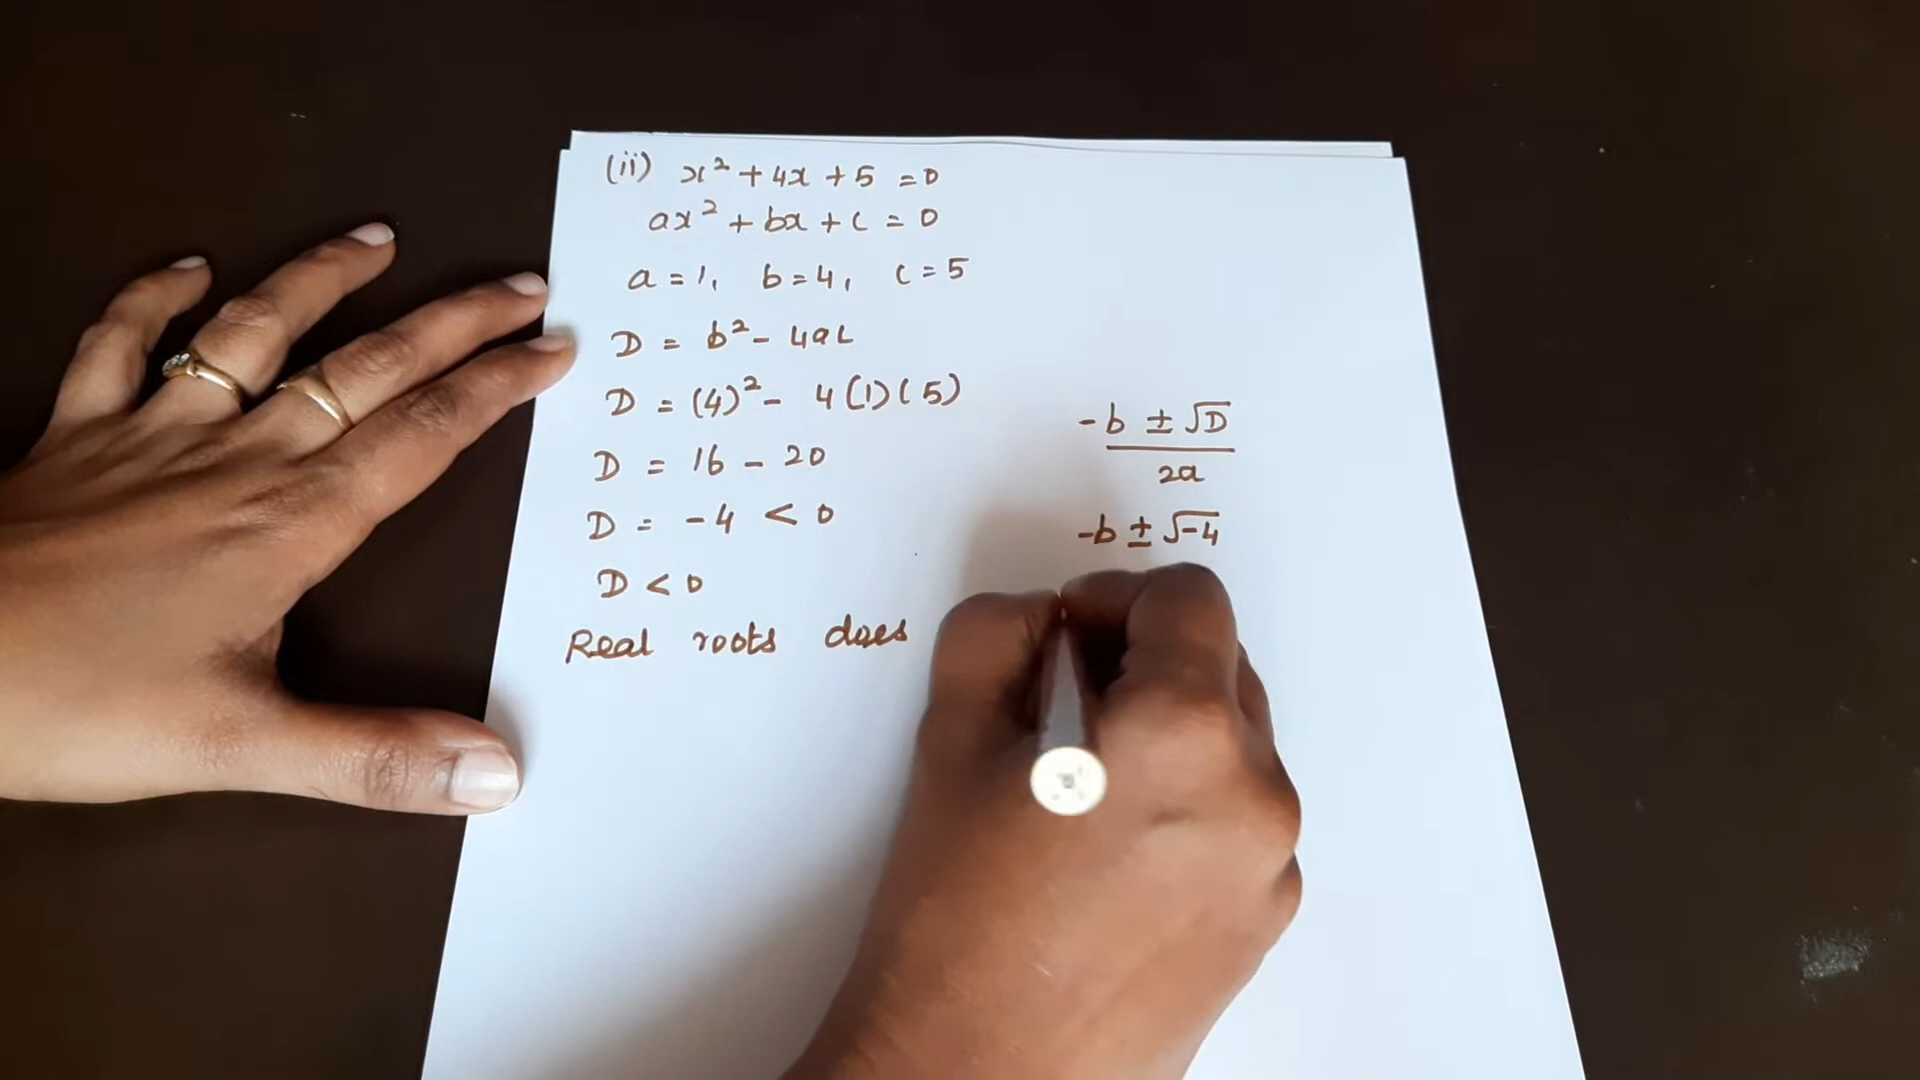 (ii) x² + 4x + 5 = 0
ax² + bx + c = 0
a = 1, b = 4, c = 5
D = b² - 4ac
D = (4)² - 4(1)(5)
D = 16 - 20
D = -4 < 0
D < 0
Real roots does
-b ± √D
2a
-b ± √-4